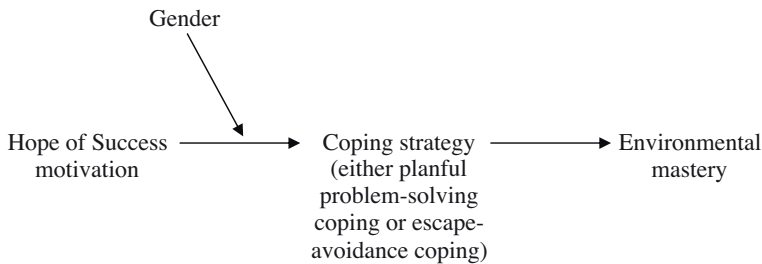 Gender
Hope of Success
motivation
Coping strategy
(either planful
problem-solving
coping or escape-
avoidance coping)
Environmental
mastery